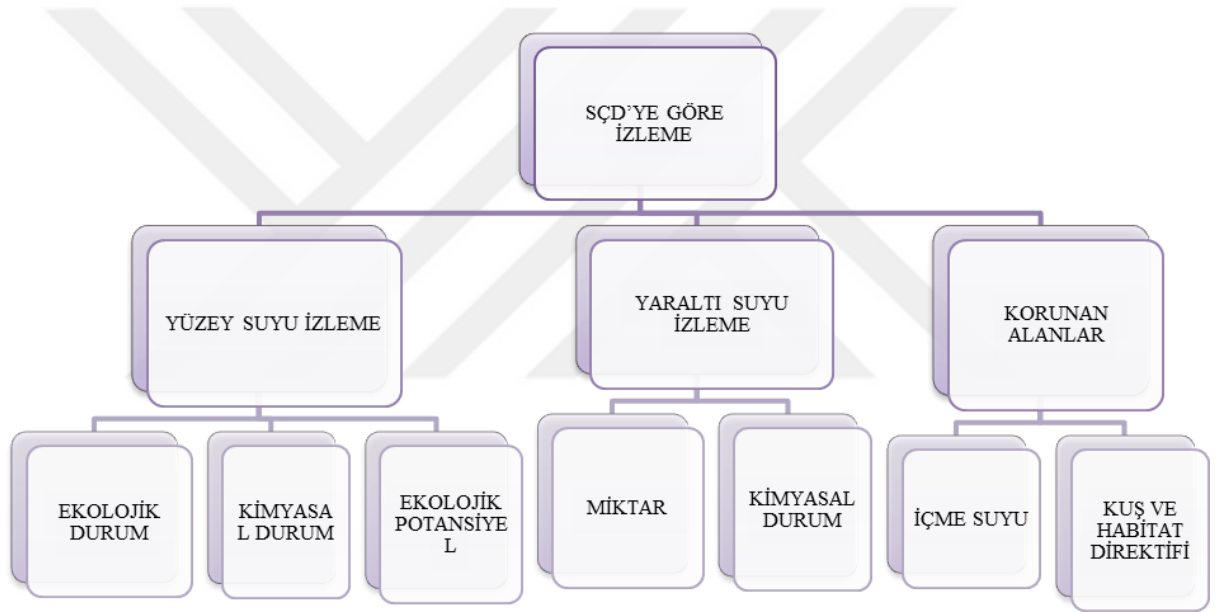 SÇD'YE GÖRE
İZLEME
YÜZEY SUYU İZLEME
YARALTI SUYU
İZLEME
KORUNAN
ALANLAR
EKOLOJİK
DURUM
KİMYASA
L DURUM
EKOLOJİK
POTANSİYE
L
MİKTAR
KİMYASAL
DURUM
İÇME SUYU
KUŞ VE
HABİTAT
DİREKTİFİ